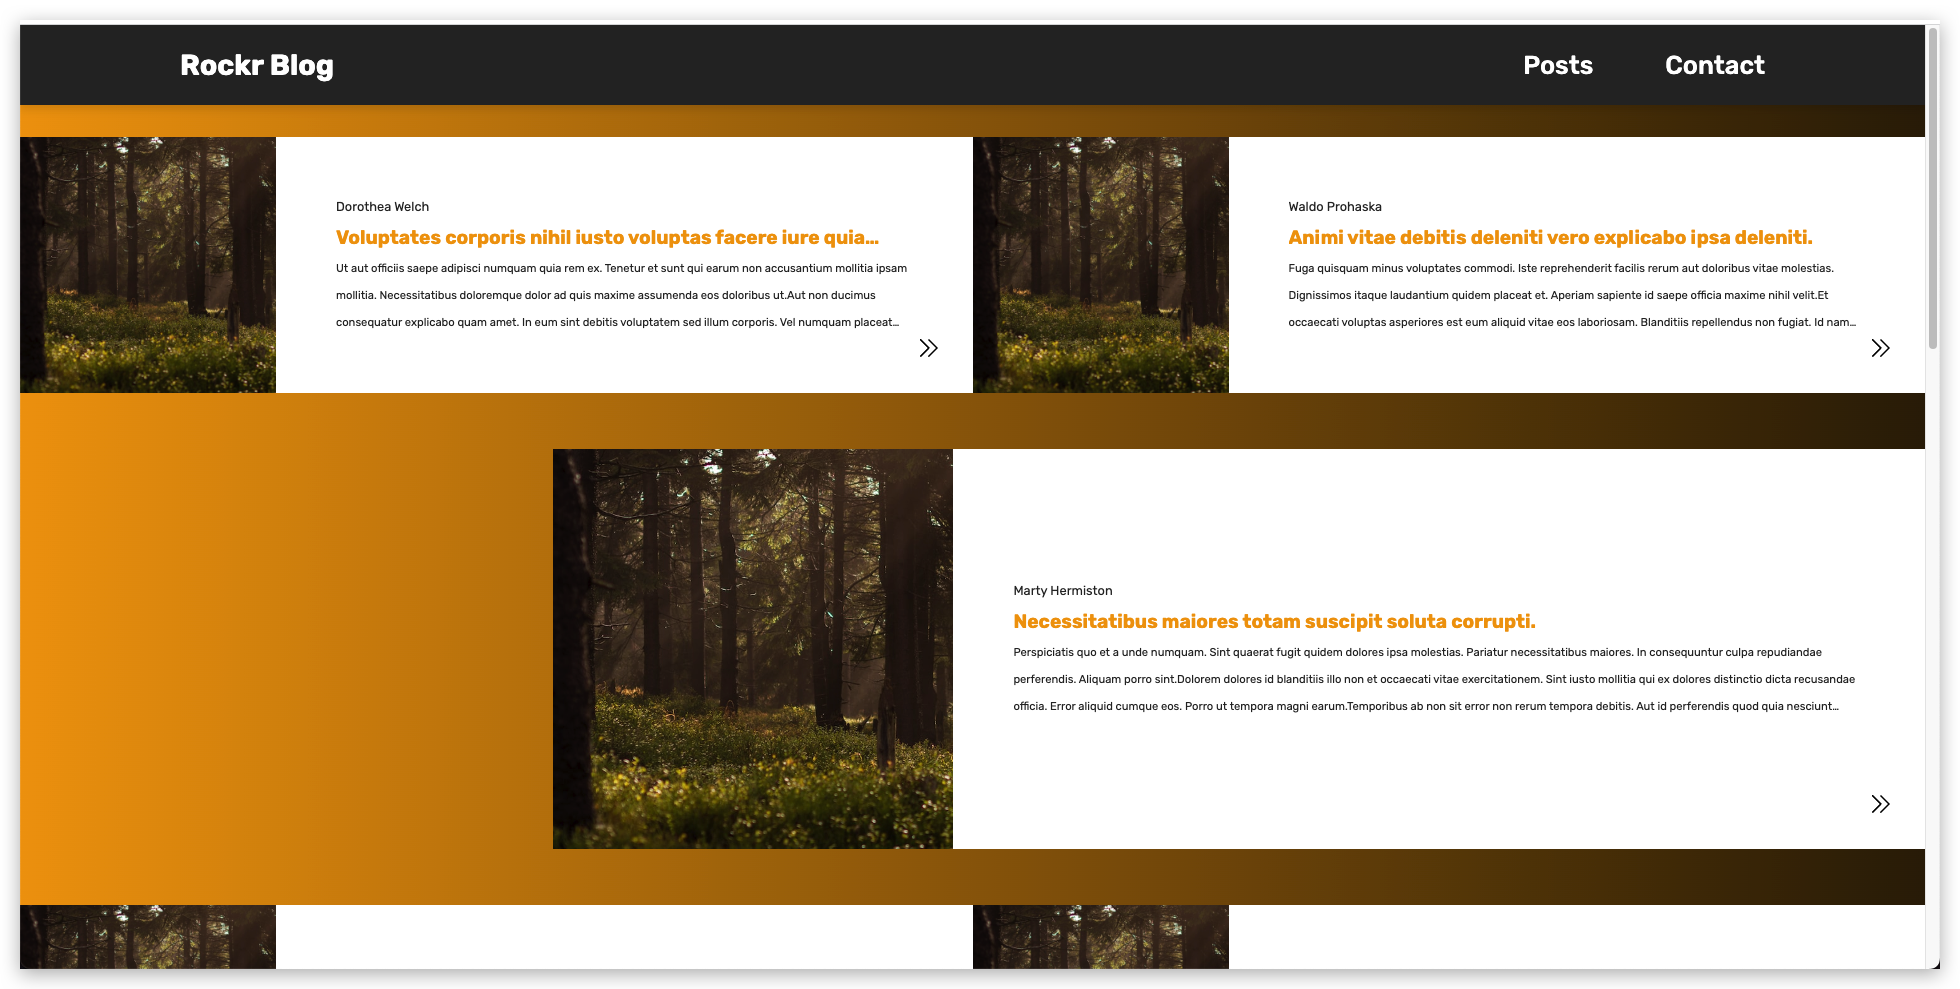 Rockr Blog
Posts
Contact
Dorothea Welch
Voluptates corporis nihil iusto voluptas facere iure quia...
Ut aut officiis saepe adipisci numquam quia rem ex. Tenetur et sunt qui earum non accusantium mollitia ipsam
mollitia. Necessitatibus doloremque dolor ad quis maxime assumenda eos doloribus ut.Aut non ducimus
consequatur explicabo quam amet. In eum sint debitis voluptatem sed illum corporis. Vel numquam placeat...
Waldo Prohaska
Animi vitae debitis deleniti vero explicabo ipsa deleniti.
Fuga quisquam minus voluptates commodi. Iste reprehenderit facilis rerum aut doloribus vitae molestias.
Dignissimos itaque laudantium quidem placeat et. Aperiam sapiente id saepe officia maxime nihil velit.Et
occaecati voluptas asperiores est eum aliquid vitae eos laboriosam. Blanditiis repellendus non fugiat. Id nam...
Marty Hermiston
Necessitatibus maiores totam suscipit soluta corrupti.
Perspiciatis quo et a unde numquam. Sint quaerat fugit quidem dolores ipsa molestias. Pariatur necessitatibus maiores. In consequuntur culpa repudiandae
perferendis. Aliquam porro sint.Dolorem dolores id blanditiis illo non et occaecati vitae exercitationem. Sint iusto mollitia qui ex dolores distinctio dicta recusandae
officia. Error aliquid cumque eos. Porro ut tempora magni earum.Temporibus ab non sit error non rerum tempora debitis. Aut id perferendis quod quia nesciunt...